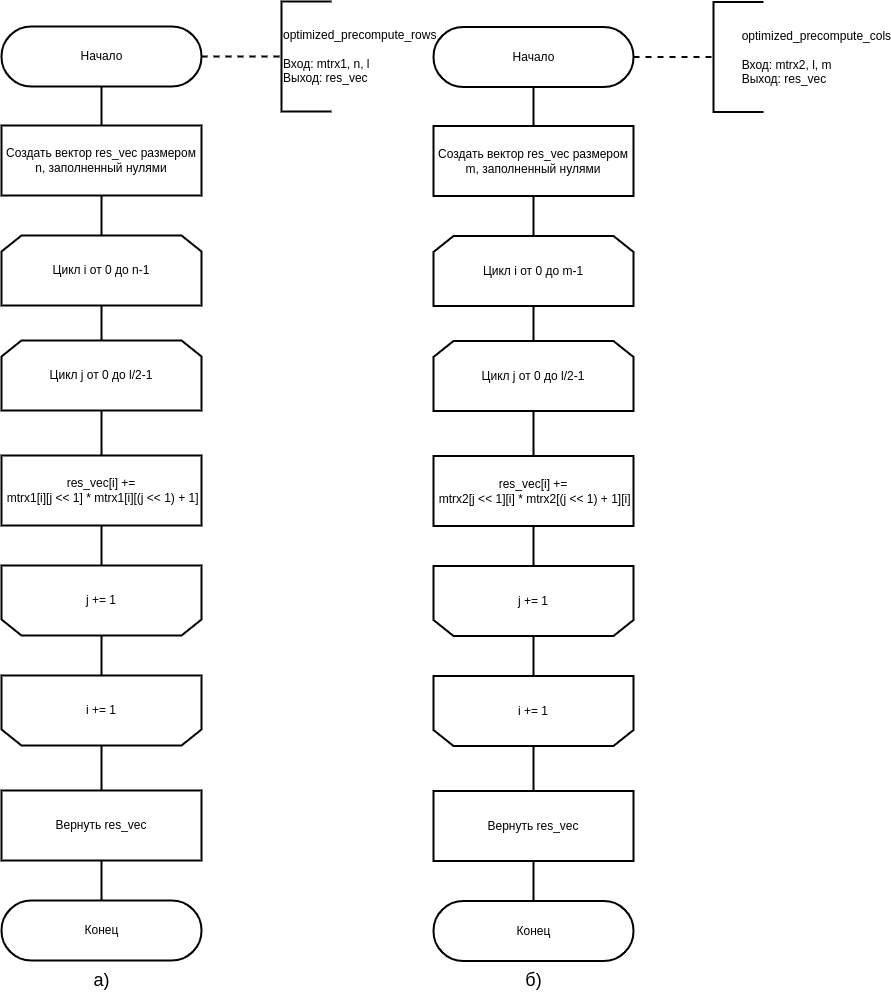 Начало
optimized_precompute_rows
Вход: mtrx1, n, l
Выход: res_vec
Создать вектор res_vec размером
n, заполненный нулями
Цикл i от 0 до n-1
Цикл j от 0 до l/2-1
res_vec[i] +=
mtrx1[i][j << 1] * mtrx1[i][(j << 1) + 1]
j += 1
i += 1
Вернуть res_vec
Конец
а)
Начало
optimized_precompute_cols
Вход: mtrx2, l, m
Выход: res_vec
Создать вектор res_vec размером
m, заполненный нулями
Цикл i от 0 до m-1
Цикл j от 0 до l/2-1
res_vec[i] +=
mtrx2[j << 1][i] * mtrx2[(j << 1) + 1][i]
j += 1
i += 1
Вернуть res_vec
Конец
б)